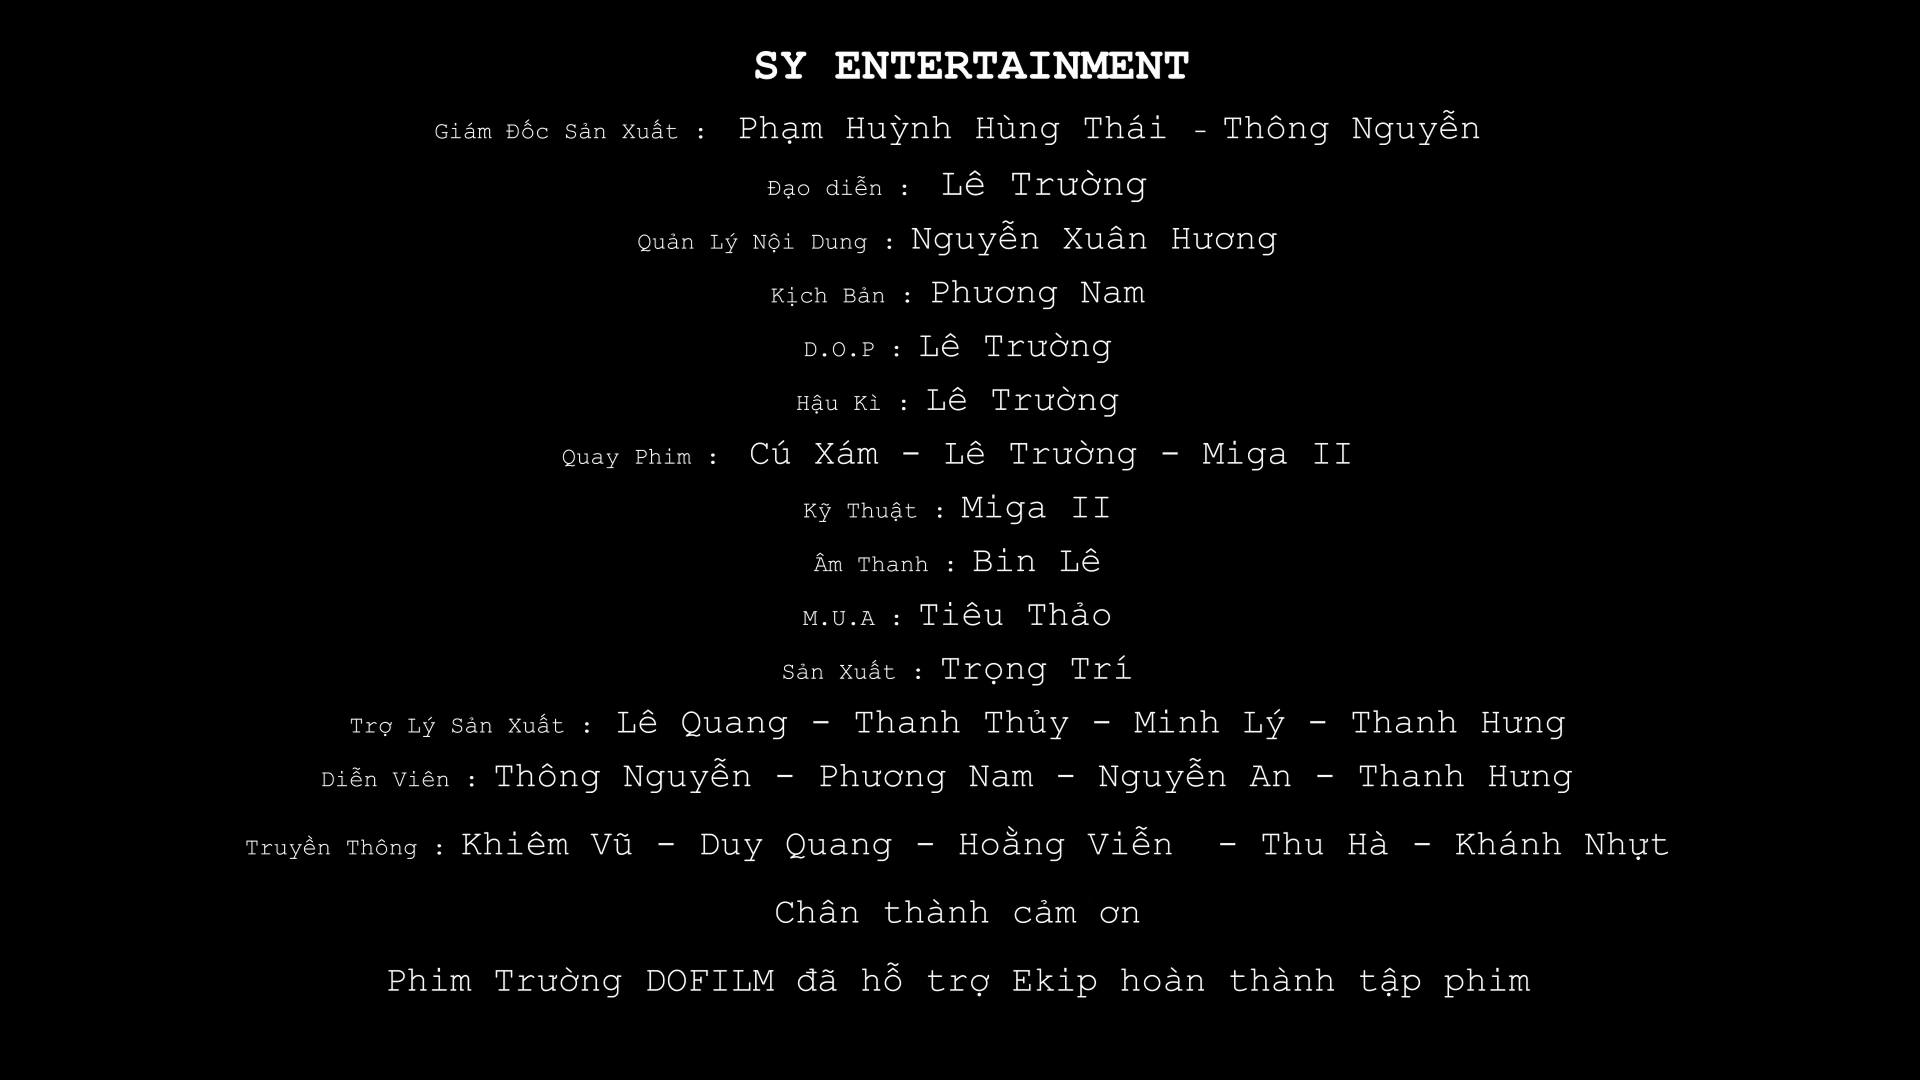 SY ENTERTAINMENT
Giám Đốc Sản Xuất : Phạm Huỳnh Hùng Thái - Thông Nguyễn
Đạo diễn : Lê Trường
Quản Lý Nội Dung : Nguyễn Xuân Hương
Kịch Bản : Phương Nam
D.O.P : Lê Trường
Hậu Kì : Lê Trường
Quay Phim : Cú Xám - Lê Trường - Miga II
Kỹ Thuật : Miga II
Âm Thanh : Bin Lê
M.U.A : Tiêu Thảo
Sản Xuất : Trọng Trí
Trợ Lý Sản Xuất : Lê Quang - Thanh Thủy - Minh Lý - Thanh Hưng
Diễn Viên : Thông Nguyễn - Phương Nam - Nguyễn An - Thanh Hưng
Truyền Thông : Khiêm Vũ - Duy Quang - Hoằng Viễn - Thu Hà - Khánh Nhựt
Chân thành cảm ơn
Phim Trường DOFILM đã hỗ trợ Ekip hoàn thành tập phim